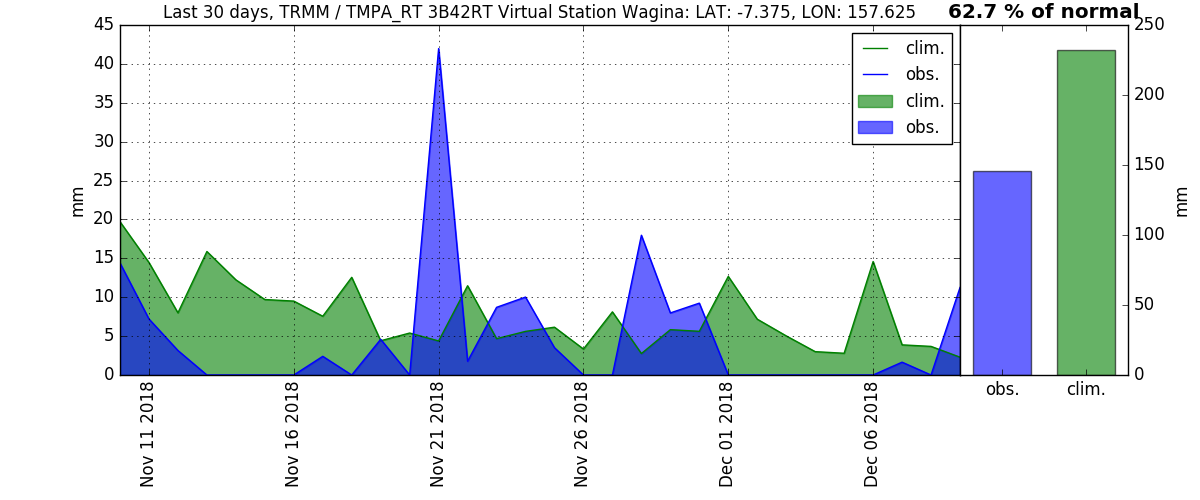 Last 30 days, TRMM / TMPA_RT 3B42RT Virtual Station Wagina: LAT: -7.375, LON: 157.625
62.7 % of normal
45
40
35
30
25
20
15
10
5
0
mm
clim.
obs.
clim.
obs.
Nov 11 2018
Nov 16 2018
Nov 21 2018
Nov 26 2018
Dec 01 2018
Dec 06 2018
250
200
150
100
50
0
mm
obs.
clim.